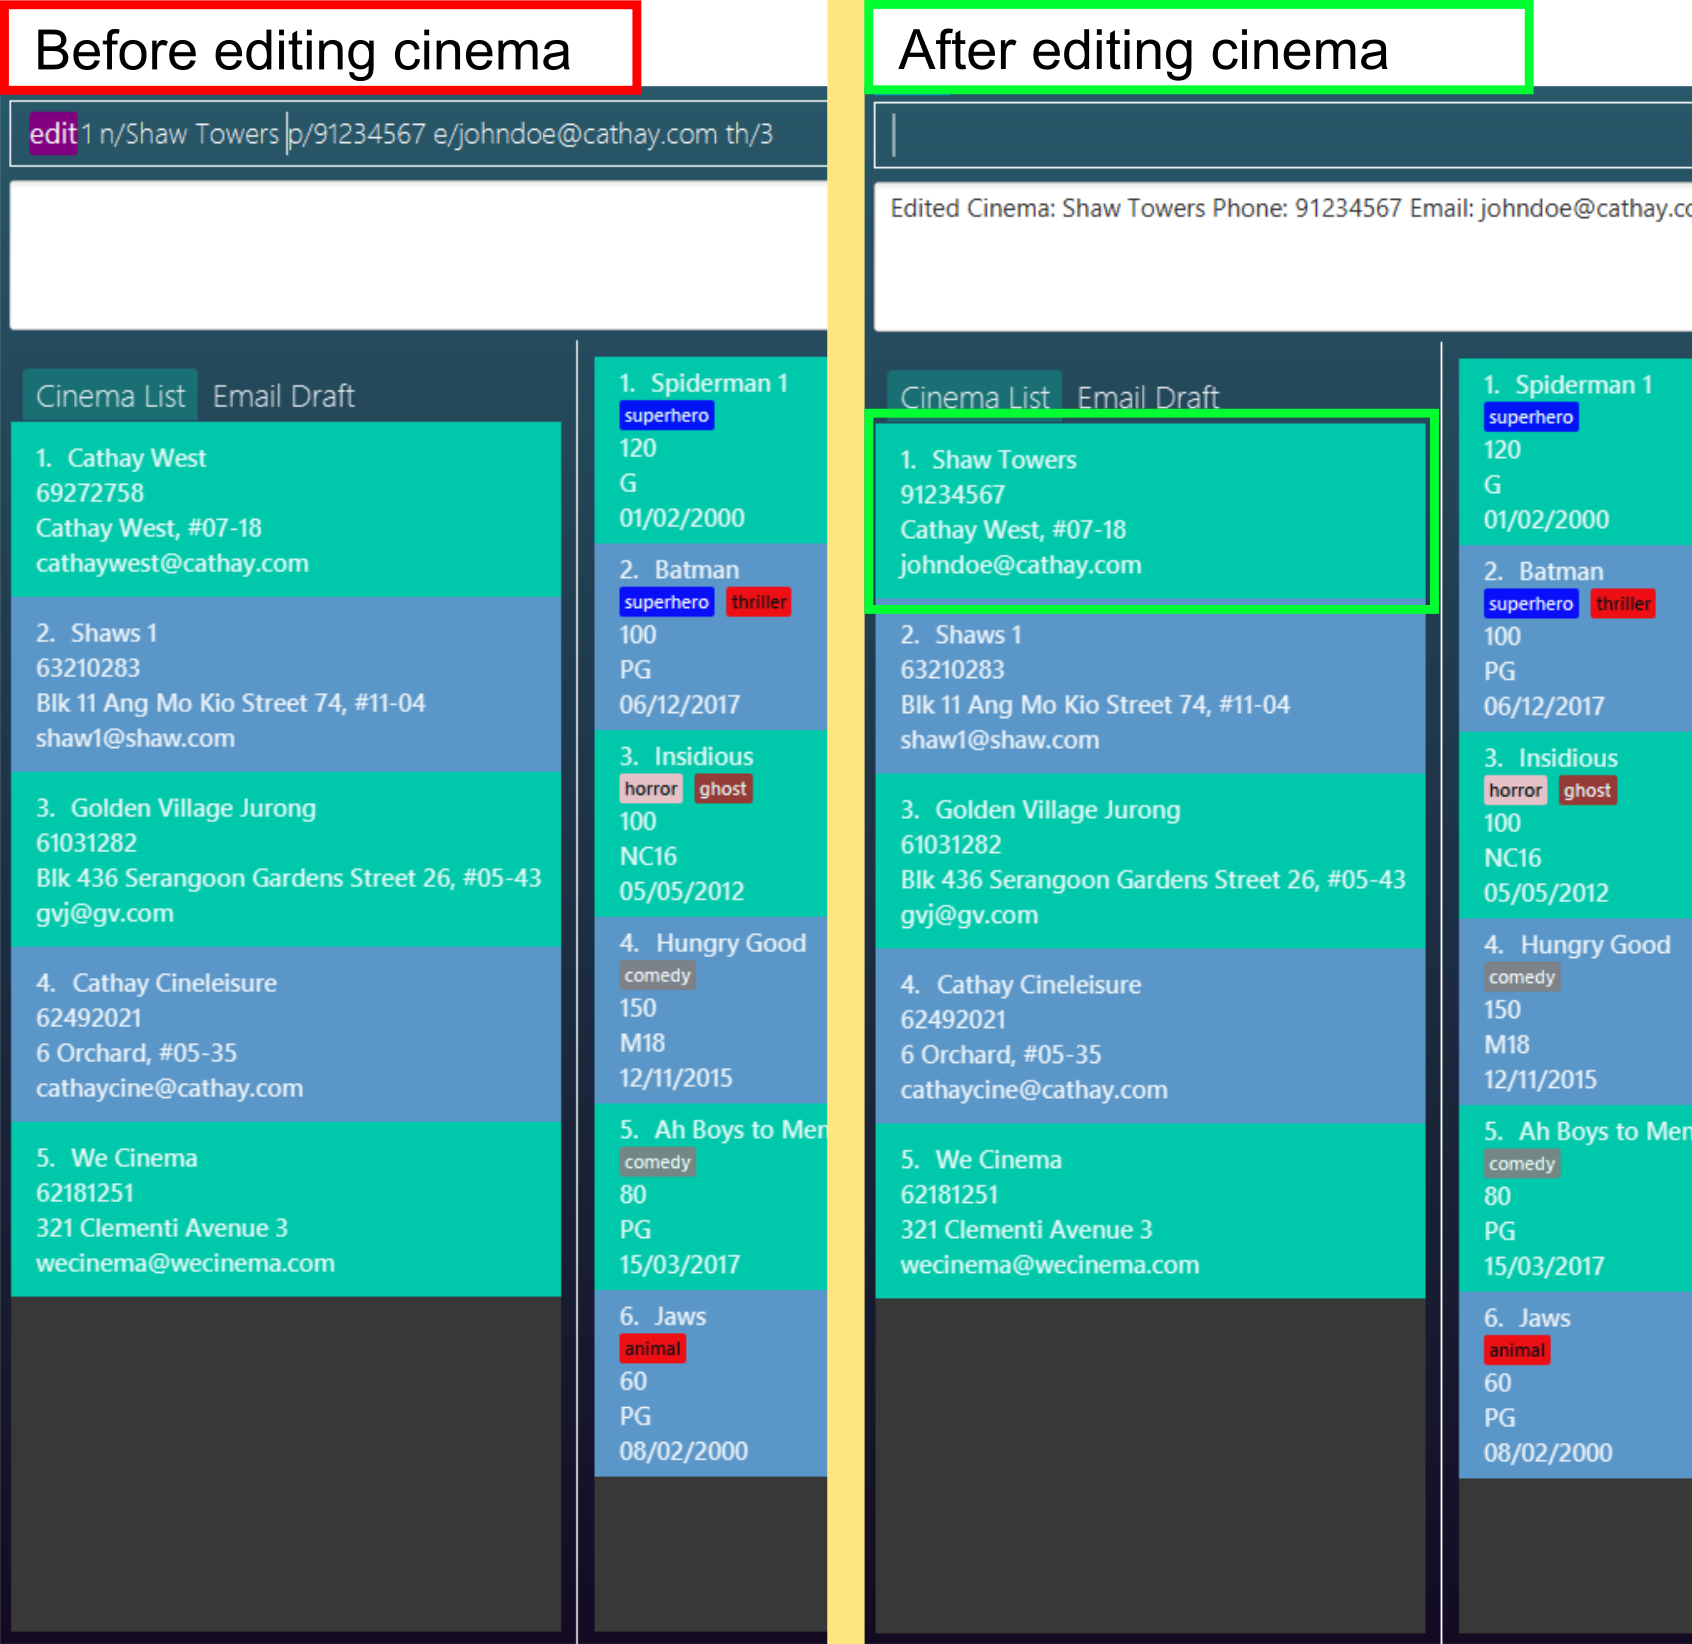 Before editing cinema
edit 1 n/Shaw Towers p/91234567 e/johndoe@cathay.com th/3
Cinema List
Email Draft
1. Cathay West
69272758
Cathay West, #07-18
cathaywest@cathay.com
2. Shaws 1
63210283
Blk 11 Ang Mo Kio Street 74, #11-04
shaw1@shaw.com
3. Golden Village Jurong
61031282
Blk 436 Serangoon Gardens Street 26, #05-43
gvj@gv.com
4. Cathay Cineleisure
62492021
6 Orchard, #05-35
cathaycine@cathay.com
5. We Cinema
62181251
321 Clementi Avenue 3
wecinema@wecinema.com
1. Spiderman 1
superhero
120
G
01/02/2000
2. Batman
superhero thriller
100
PG
06/12/2017
3. Insidious
horror ghost
100
NC16
05/05/2012
4. Hungry Good
comedy
150
M18
12/11/2015
5. Ah Boys to Men
comedy
80
PG
15/03/2017
6. Jaws
animal
60
PG
08/02/2000
After editing cinema
Edited Cinema: Shaw Towers Phone: 91234567 Email: johndoe@cathay.co
Cinema List
Email Draft
1. Shaw Towers
91234567
Cathay West, #07-18
johndoe@cathay.com
2. Shaws 1
63210283
Blk 11 Ang Mo Kio Street 74, #11-04
shaw1@shaw.com
3. Golden Village Jurong
61031282
Blk 436 Serangoon Gardens Street 26, #05-43
gvj@gv.com
4. Cathay Cineleisure
62492021
6 Orchard, #05-35
cathaycine@cathay.com
5. We Cinema
62181251
321 Clementi Avenue 3
wecinema@wecinema.com
1. Spiderman 1
superhero
120
G
01/02/2000
2. Batman
superhero thriller
100
PG
06/12/2017
3. Insidious
horror ghost
100
NC16
05/05/2012
4. Hungry Good
comedy
150
M18
12/11/2015
5. Ah Boys to Men
comedy
80
PG
15/03/2017
6. Jaws
animal
60
PG
08/02/2000